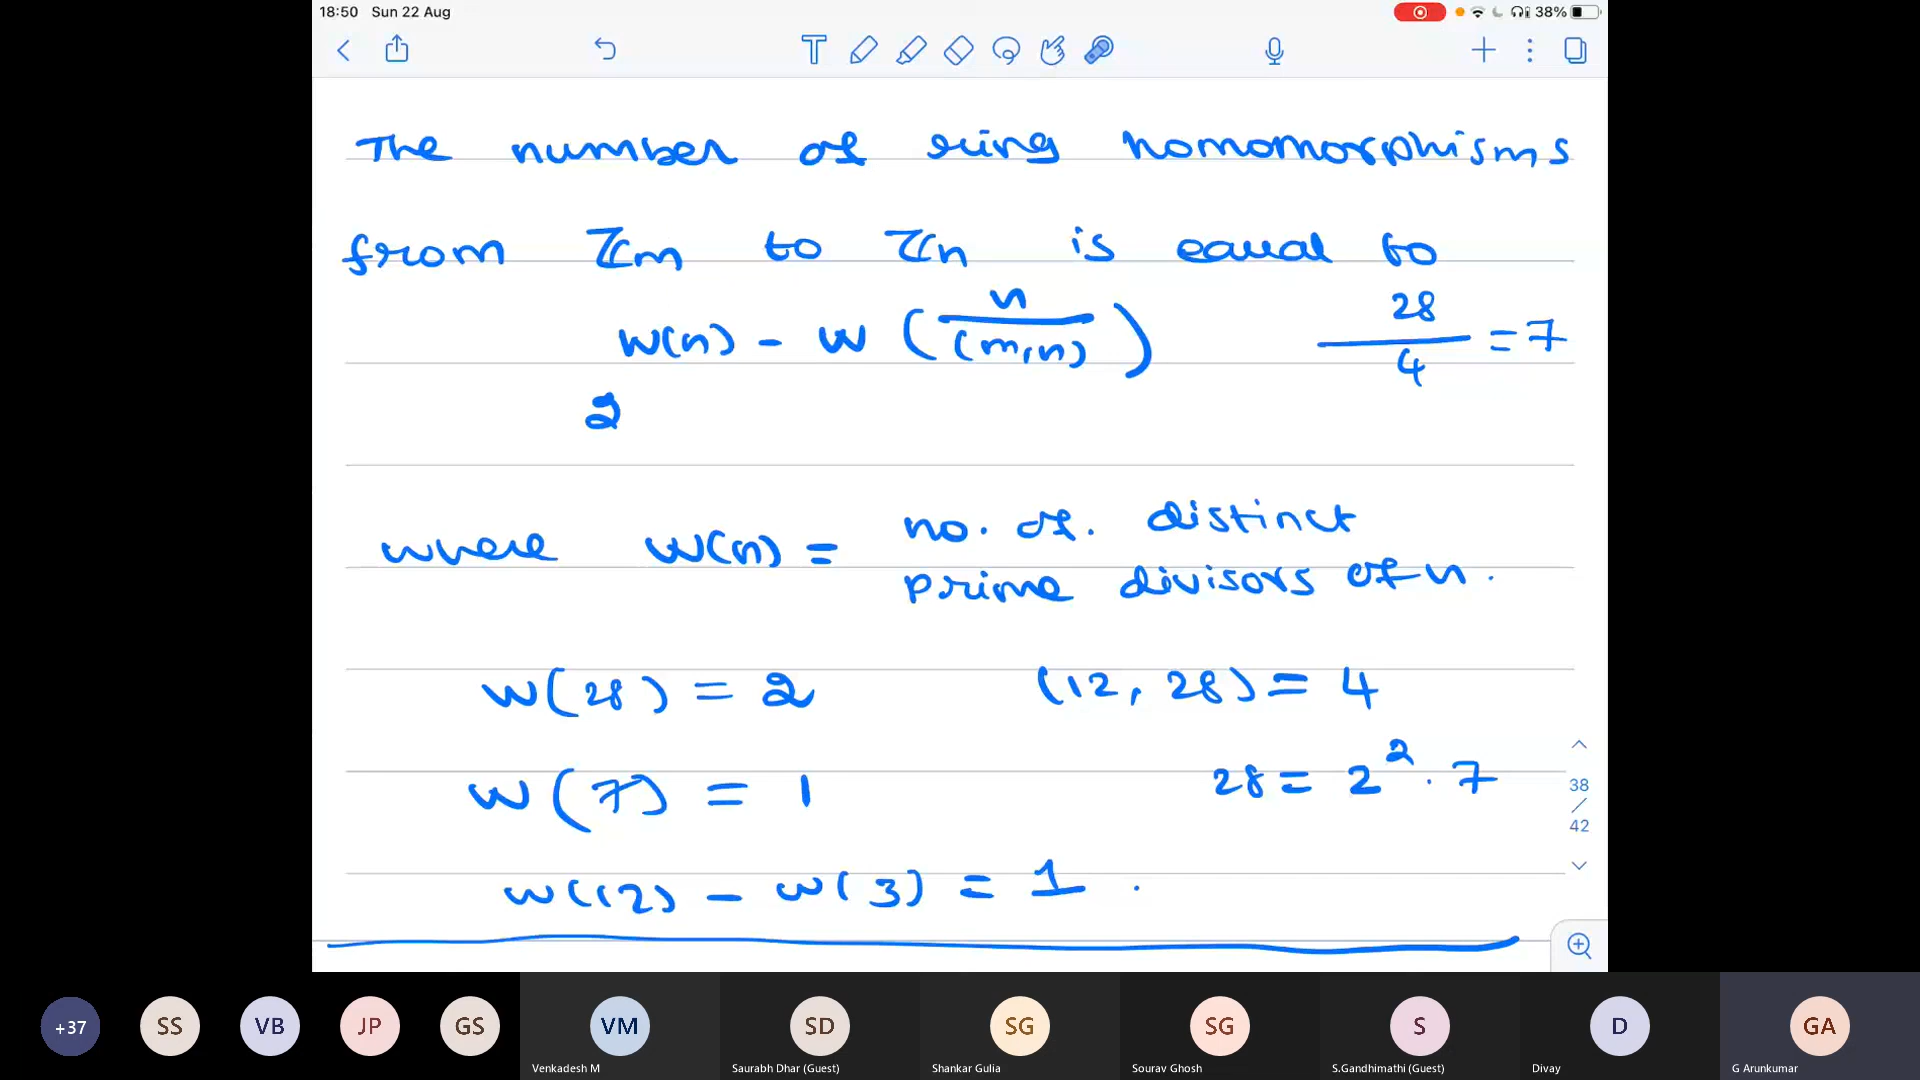 18:50 Sun 22 Aug 38%
The number of ring homomorphisms
from ℤm to ℤn is equal to
2^{w(n) - w(n/(m,n))}
28/4 = 7
where w(n) = no. of. distinct
prime divisors of n.
w(28) = 2 (12, 28) = 4
w(7) = 1 28 = 2² . 7
w(12) - w(3) = 1 .
38
/
42
+37 SS VB JP GS VM SD SG SG S D GA
Venkadesh M Saurabh Dhar (Guest) Shankar Gulia Sourav Ghosh S.Gandhimathi (Guest) Divay G Arunkumar